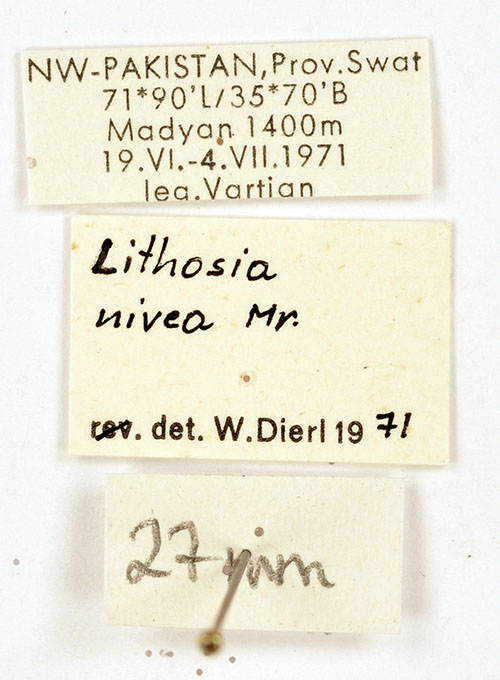 NW-PAKISTAN,Prov.Swat
71*90'L/35*70'B
Madyan 1400m
19.VI.-4.VII.1971
leg.Vartian
Lithosia
nivea Mr.
rev. det. W.Dierl 19 71
27 mm